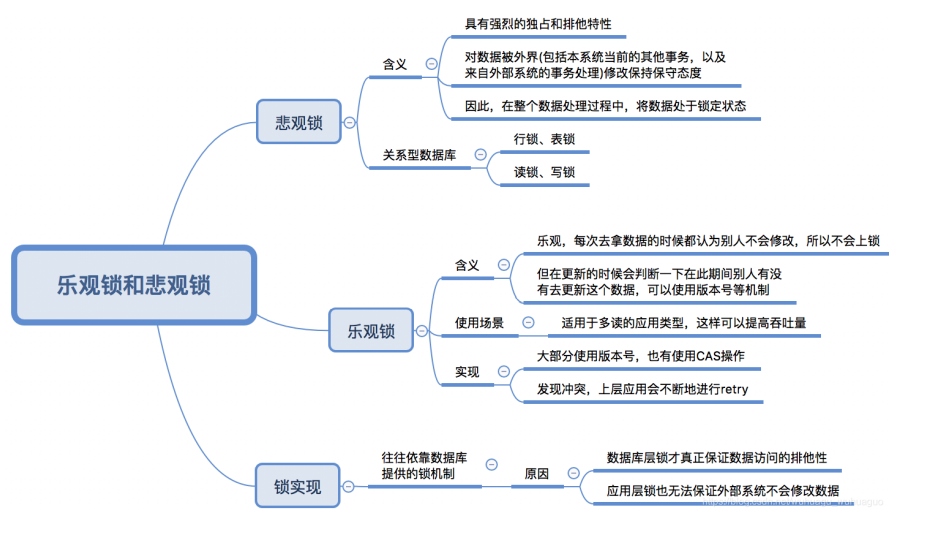 具有强烈的独占和排他特性
对数据被外界(包括本系统当前的其他事务，以及
来自外部系统的事务处理)修改保持保守态度
含义
因此，在整个数据处理过程中，将数据处于锁定状态
悲观锁
行锁、表锁
关系型数据库
读锁、写锁
乐观锁和悲观锁
乐观，每次去拿数据的时候都认为别人不会修改，所以不会上锁
含义
但在更新的时候会判断一下在此期间别人有没
有去更新这个数据，可以使用版本号等机制
乐观锁
使用场景
适用于多读的应用类型，这样可以提高吞吐量
大部分使用版本号，也有使用CAS操作
实现
发现冲突，上层应用会不断地进行retry
往往依靠数据库
提供的锁机制
数据库层锁才真正保证数据访问的排他性
原因
锁实现
应用层锁也无法保证外部系统不会修改数据